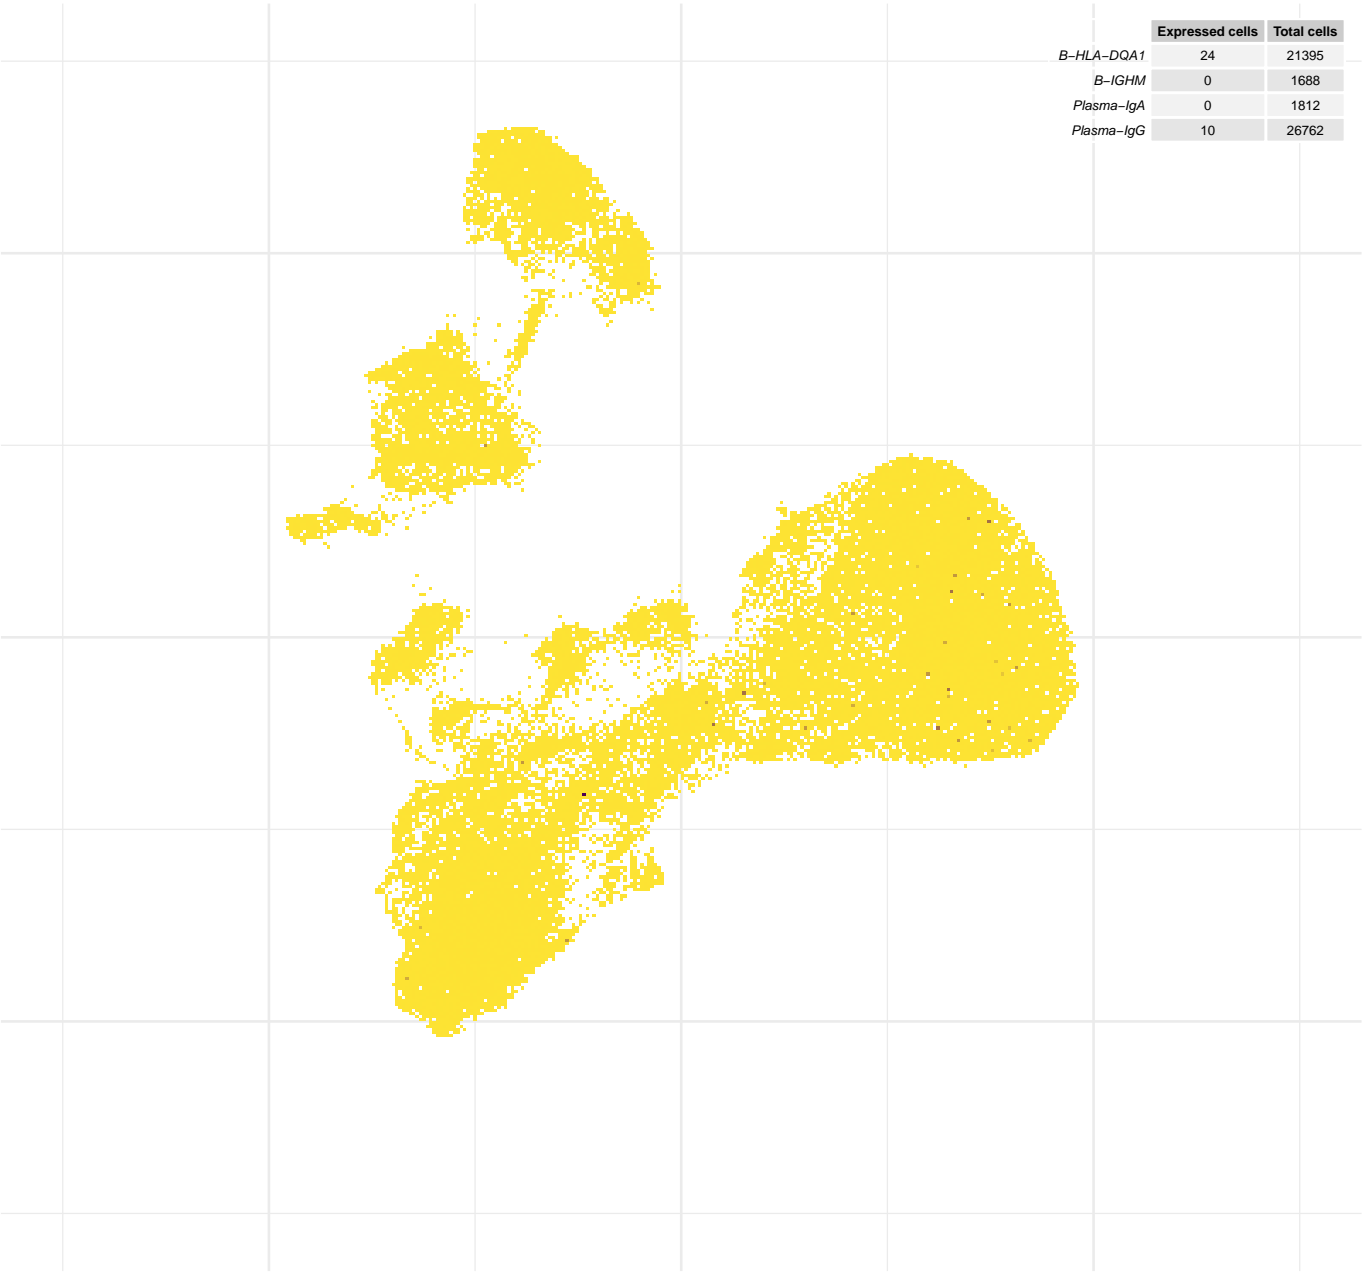 Expressed cells Total cells
B−HLA−DQA1 24 21395
B−IGHM 0 1688
Plasma−IgA 0 1812
Plasma−IgG 10 26762